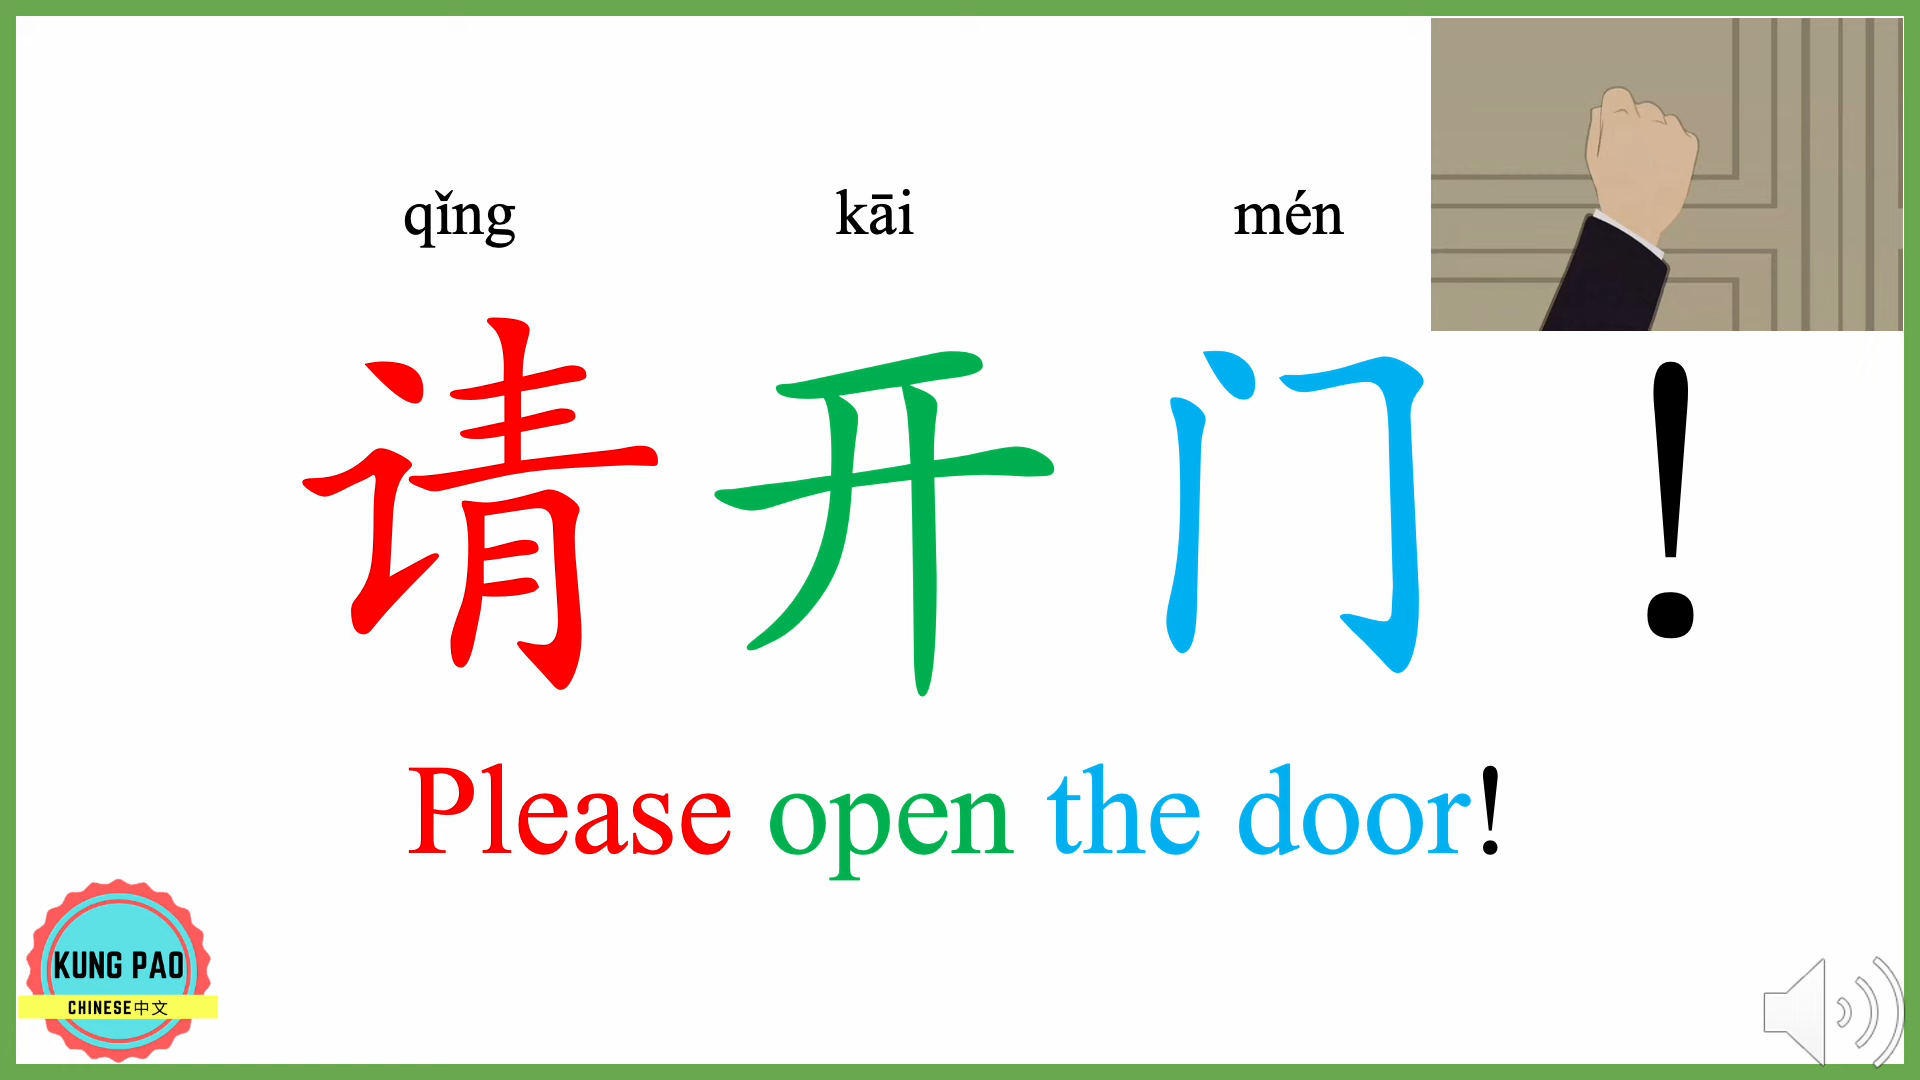 qǐng kāi mén
请开门!
Please open the door!
KUNG PAO
CHINESE中文